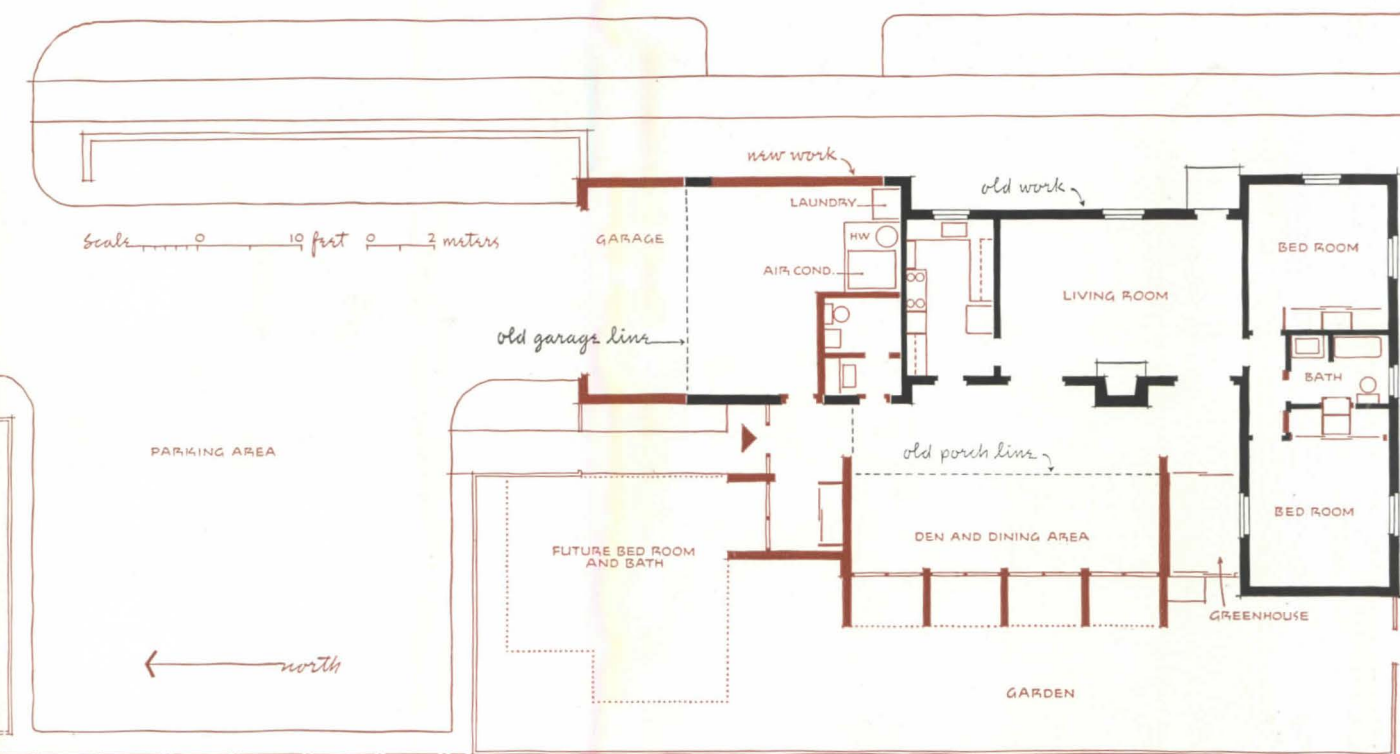 new work
old work
LAUNDRY
Scale 0 10 feet 0 2 meters
GARAGE
HW
BED ROOM
AIR COND.
LIVING ROOM
old garage line
BATH
PARKING AREA
old porch line
BED ROOM
DEN AND DINING AREA
FUTURE BED ROOM
AND BATH
GREENHOUSE
north
GARDEN